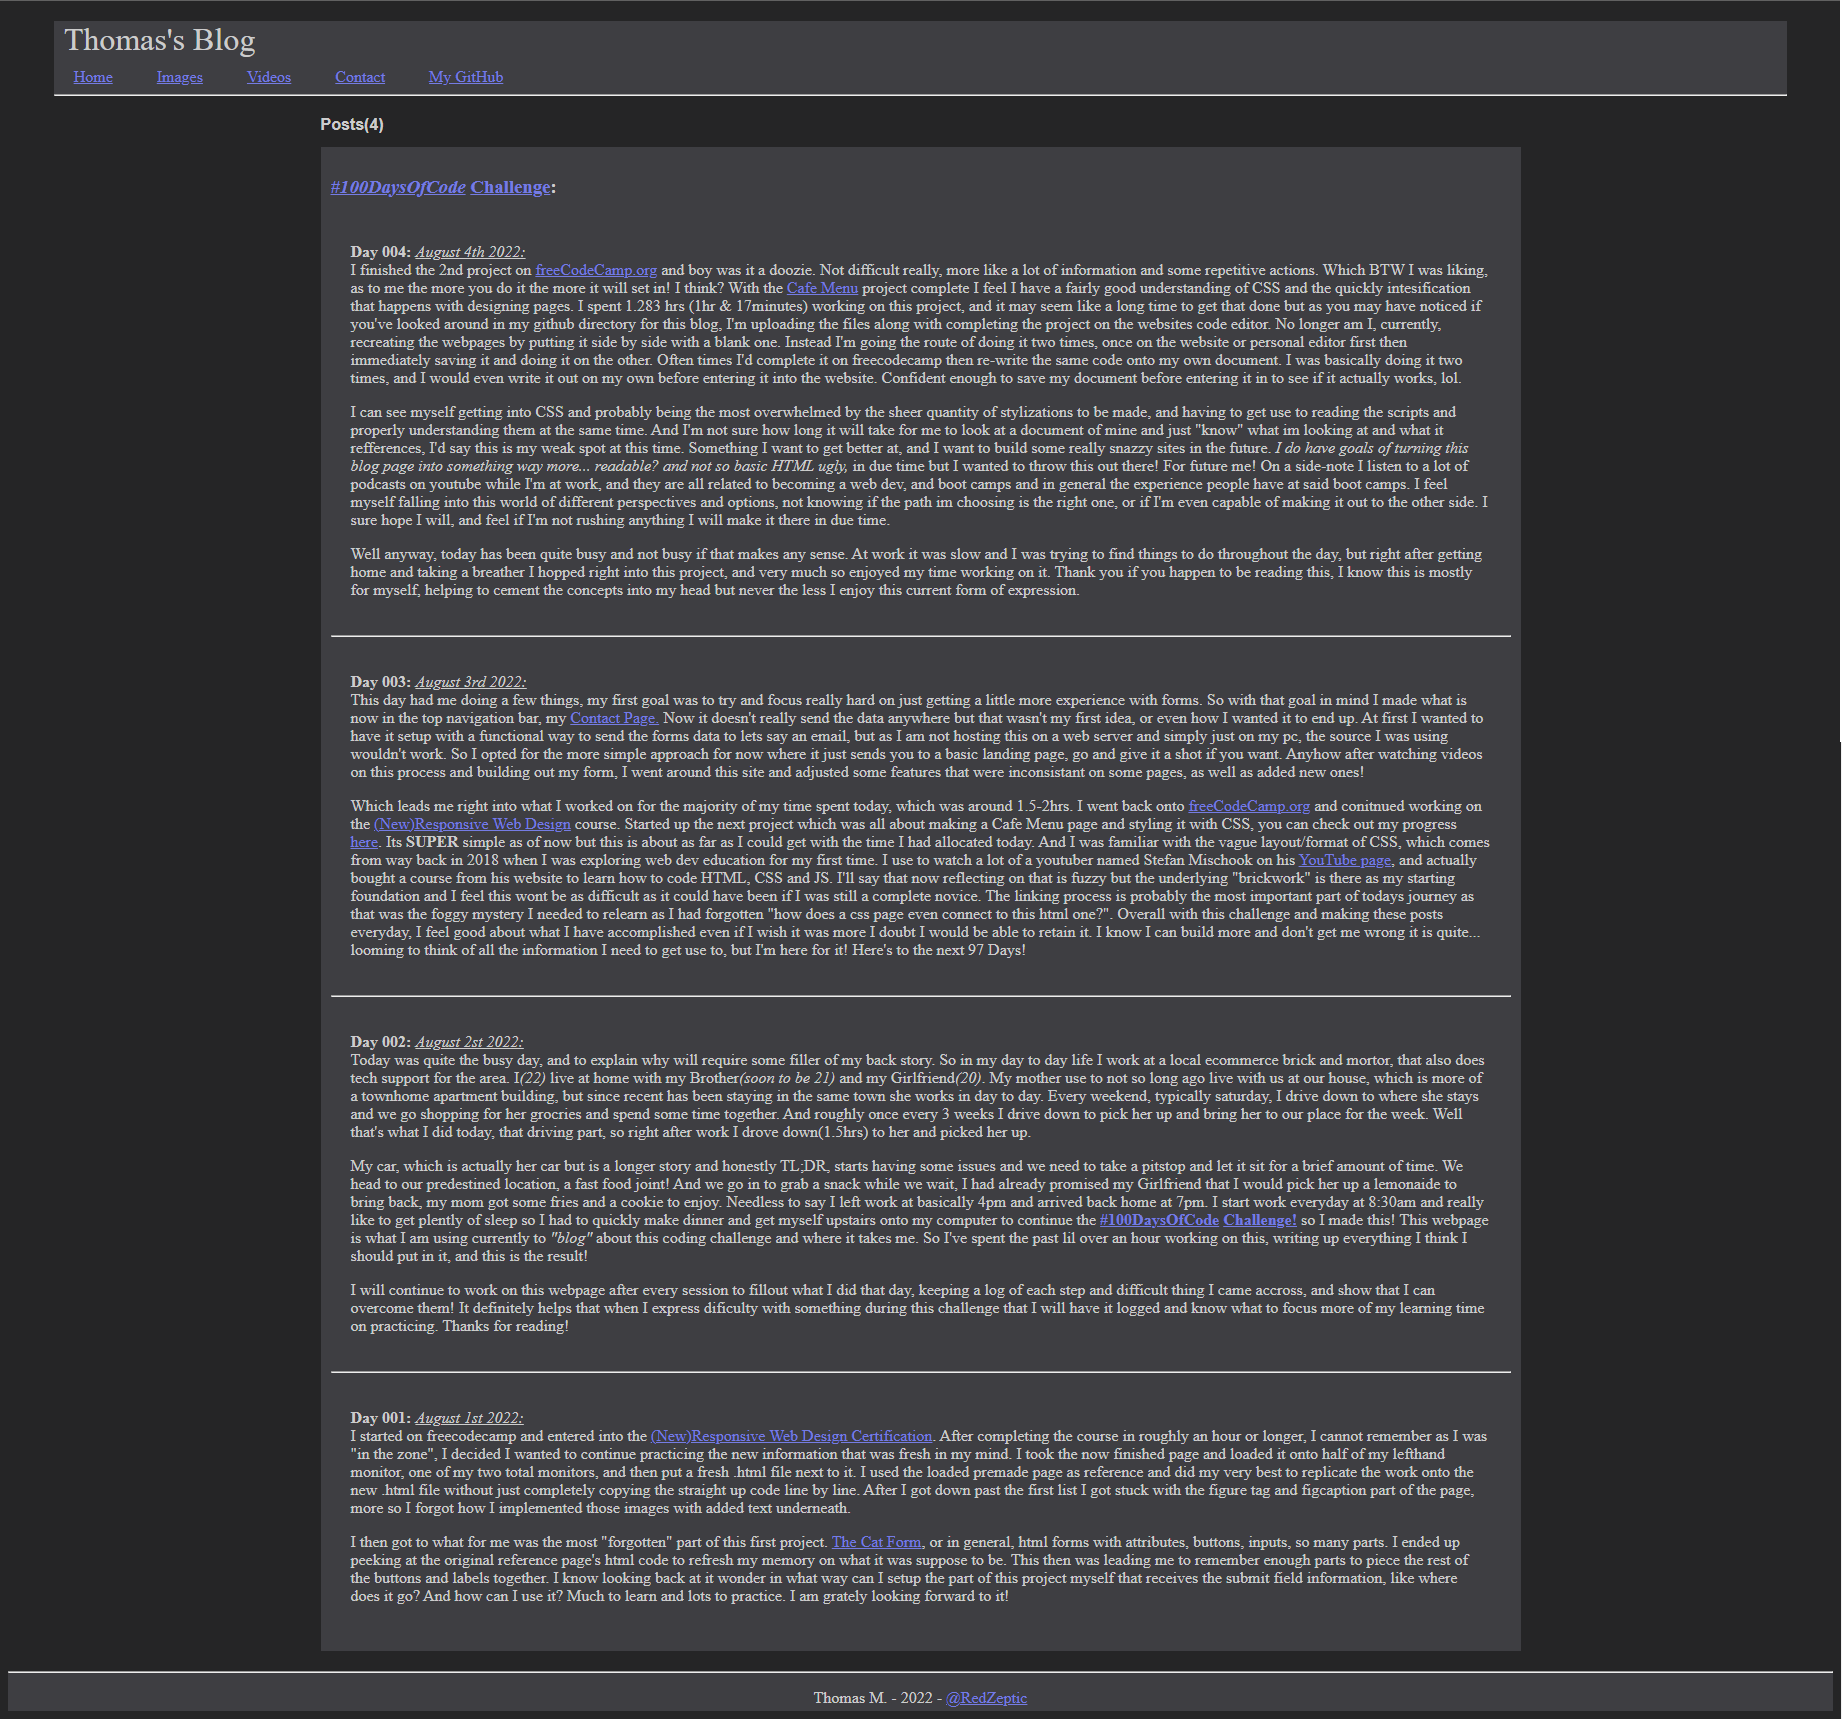 Thomas's Blog
Home Images Videos Contact My GitHub
Posts(4)
#100DaysOfCode Challenge:
Day 004: August 4th 2022:
I finished the 2nd project on freeCodeCamp.org and boy was it a doozie. Not difficult really, more like a lot of information and some repetitive actions. Which BTW I was liking,
as to me the more you do it the more it will set in! I think? With the Cafe Menu project complete I feel I have a fairly good understanding of CSS and the quickly intesification
that happens with designing pages. I spent 1.283 hrs (1hr & 17minutes) working on this project, and it may seem like a long time to get that done but as you may have noticed if
you've looked around in my github directory for this blog, I'm uploading the files along with completing the project on the websites code editor. No longer am I, currently,
recreating the webpages by putting it side by side with a blank one. Instead I'm going the route of doing it two times, once on the website or personal editor first then
immediately saving it and doing it on the other. Often times I'd complete it on freecodecamp then re-write the same code onto my own document. I was basically doing it two
times, and I would even write it out on my own before entering it into the website. Confident enough to save my document before entering it in to see if it actually works, lol.
I can see myself getting into CSS and probably being the most overwhelmed by the sheer quantity of stylizations to be made, and having to get use to reading the scripts and
properly understanding them at the same time. And I'm not sure how long it will take for me to look at a document of mine and just "know" what im looking at and what it
refferences, I'd say this is my weak spot at this time. Something I want to get better at, and I want to build some really snazzy sites in the future. I do have goals of turning this
blog page into something way more... readable? and not so basic HTML ugly, in due time but I wanted to throw this out there! For future me! On a side-note I listen to a lot of
podcasts on youtube while I'm at work, and they are all related to becoming a web dev, and boot camps and in general the experience people have at said boot camps. I feel
myself falling into this world of different perspectives and options, not knowing if the path im choosing is the right one, or if I'm even capable of making it out to the other side. I
sure hope I will, and feel if I'm not rushing anything I will make it there in due time.
Well anyway, today has been quite busy and not busy if that makes any sense. At work it was slow and I was trying to find things to do throughout the day, but right after getting
home and taking a breather I hopped right into this project, and very much so enjoyed my time working on it. Thank you if you happen to be reading this, I know this is mostly
for myself, helping to cement the concepts into my head but never the less I enjoy this current form of expression.
Day 003: August 3rd 2022:
This day had me doing a few things, my first goal was to try and focus really hard on just getting a little more experience with forms. So with that goal in mind I made what is
now in the top navigation bar, my Contact Page. Now it doesn't really send the data anywhere but that wasn't my first idea, or even how I wanted it to end up. At first I wanted to
have it setup with a functional way to send the forms data to lets say an email, but as I am not hosting this on a web server and simply just on my pc, the source I was using
wouldn't work. So I opted for the more simple approach for now where it just sends you to a basic landing page, go and give it a shot if you want. Anyhow after watching videos
on this process and building out my form, I went around this site and adjusted some features that were inconsistant on some pages, as well as added new ones!
Which leads me right into what I worked on for the majority of my time spent today, which was around 1.5-2hrs. I went back onto freeCodeCamp.org and conitnued working on
the (New)Responsive Web Design course. Started up the next project which was all about making a Cafe Menu page and styling it with CSS, you can check out my progress
here. Its SUPER simple as of now but this is about as far as I could get with the time I had allocated today. And I was familiar with the vague layout/format of CSS, which comes
from way back in 2018 when I was exploring web dev education for my first time. I use to watch a lot of a youtuber named Stefan Mischook on his YouTube page, and actually
bought a course from his website to learn how to code HTML, CSS and JS. I'll say that now reflecting on that is fuzzy but the underlying "brickwork" is there as my starting
foundation and I feel this wont be as difficult as it could have been if I was still a complete novice. The linking process is probably the most important part of todays journey as
that was the foggy mystery I needed to relearn as I had forgotten "how does a css page even connect to this html one?". Overall with this challenge and making these posts
everyday, I feel good about what I have accomplished even if I wish it was more I doubt I would be able to retain it. I know I can build more and don't get me wrong it is quite...
looming to think of all the information I need to get use to, but I'm here for it! Here's to the next 97 Days!
Day 002: August 2st 2022:
Today was quite the busy day, and to explain why will require some filler of my back story. So in my day to day life I work at a local ecommerce brick and mortor, that also does
tech support for the area. I(22) live at home with my Brother(soon to be 21) and my Girlfriend(20). My mother use to not so long ago live with us at our house, which is more of
a townhome apartment building, but since recent has been staying in the same town she works in day to day. Every weekend, typically saturday, I drive down to where she stays
and we go shopping for her grocries and spend some time together. And roughly once every 3 weeks I drive down to pick her up and bring her to our place for the week. Well
that's what I did today, that driving part, so right after work I drove down(1.5hrs) to her and picked her up.
My car, which is actually her car but is a longer story and honestly TL;DR, starts having some issues and we need to take a pitstop and let it sit for a brief amount of time. We
head to our predestined location, a fast food joint! And we go in to grab a snack while we wait, I had already promised my Girlfriend that I would pick her up a lemonaide to
bring back, my mom got some fries and a cookie to enjoy. Needless to say I left work at basically 4pm and arrived back home at 7pm. I start work everyday at 8:30am and really
like to get plently of sleep so I had to quickly make dinner and get myself upstairs onto my computer to continue the #100DaysOfCode Challenge! so I made this! This webpage
is what I am using currently to "blog" about this coding challenge and where it takes me. So I've spent the past lil over an hour working on this, writing up everything I think I
should put in it, and this is the result!
I will continue to work on this webpage after every session to fillout what I did that day, keeping a log of each step and difficult thing I came accross, and show that I can
overcome them! It definitely helps that when I express dificulty with something during this challenge that I will have it logged and know what to focus more of my learning time
on practicing. Thanks for reading!
Day 001: August 1st 2022:
I started on freecodecamp and entered into the (New)Responsive Web Design Certification. After completing the course in roughly an hour or longer, I cannot remember as I was
"in the zone", I decided I wanted to continue practicing the new information that was fresh in my mind. I took the now finished page and loaded it onto half of my lefthand
monitor, one of my two total monitors, and then put a fresh .html file next to it. I used the loaded premade page as reference and did my very best to replicate the work onto the
new .html file without just completely copying the straight up code line by line. After I got down past the first list I got stuck with the figure tag and figcaption part of the page,
more so I forgot how I implemented those images with added text underneath.
I then got to what for me was the most "forgotten" part of this first project. The Cat Form, or in general, html forms with attributes, buttons, inputs, so many parts. I ended up
peeking at the original reference page's html code to refresh my memory on what it was suppose to be. This then was leading me to remember enough parts to piece the rest of
the buttons and labels together. I know looking back at it wonder in what way can I setup the part of this project myself that receives the submit field information, like where
does it go? And how can I use it? Much to learn and lots to practice. I am grately looking forward to it!
Thomas M. - 2022 - @RedZeptic